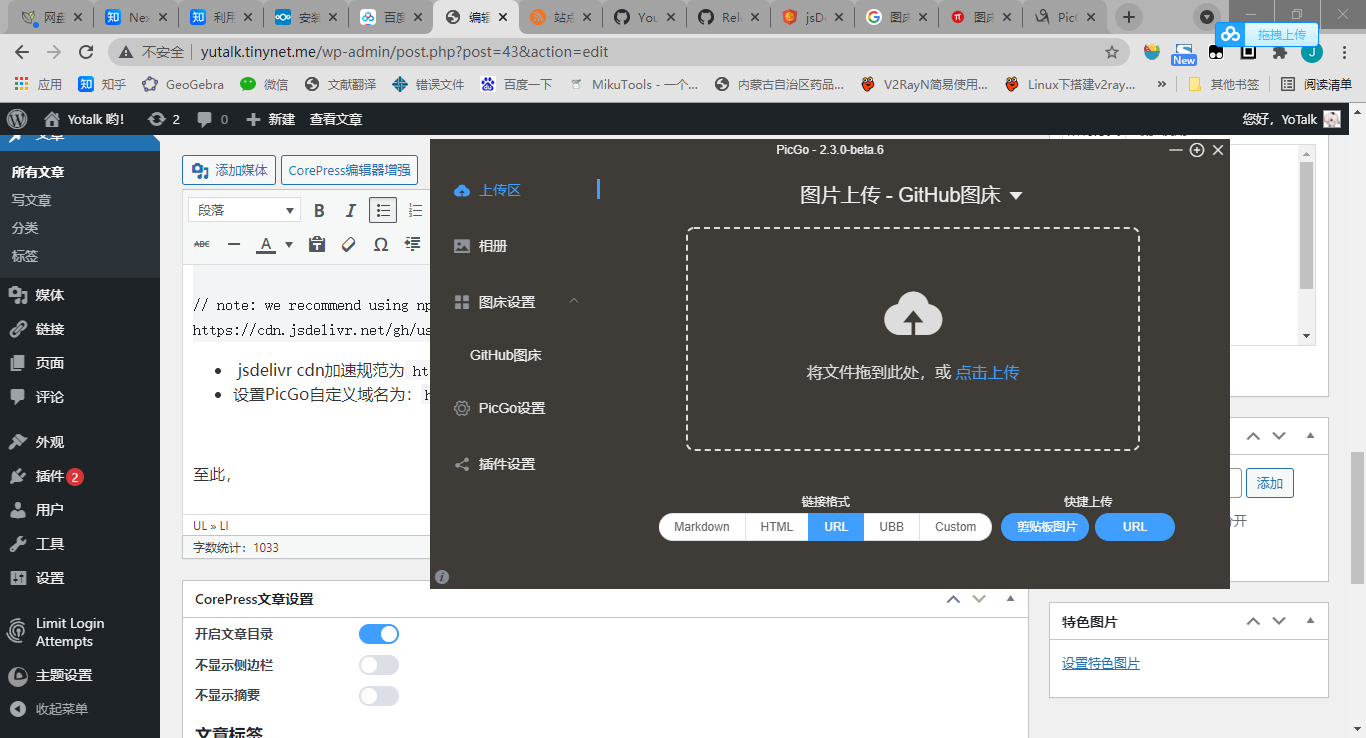 网盘
Nex
利用
安装
百度
编辑
站点
You
Rele
jsD
图床
图床
PicG
不安全 yutalk.tinynet.me/wp-admin/post.php?post=43&action=edit
拖拽上传
New
J
应用 知乎 GeoGebra 微信 文献翻译 错误文件 百度一下 MikuTools - 一个... 内蒙古自治区药品... V2RayN简易使用... Linux下搭建v2ray... » 其他书签 阅读清单
Yotalk 哟! 2 0 新建 查看文章 您好，YoTalk
文章
所有文章
写文章
分类
标签
媒体
链接
页面
评论
外观
插件 2
用户
工具
设置
Limit Login
Attempts
主题设置
收起菜单
添加媒体 CorePress编辑器增强
段落 B I
ABC A Ω
// note: we recommend using np
https://cdn.jsdelivr.net/gh/us
jsdelivr cdn加速规范为 ht
设置PicGo自定义域名为：h
至此，
UL » LI
字数统计：1033
PicGo - 2.3.0-beta.6
上传区
相册
图床设置
GitHub图床
PicGo设置
插件设置
图片上传 - GitHub图床
将文件拖到此处，或 点击上传
链接格式 快捷上传
Markdown HTML URL UBB Custom 剪贴板图片 URL
添加
开
CorePress文章设置
开启文章目录
不显示侧边栏
不显示摘要
文章标签
特色图片
设置特色图片